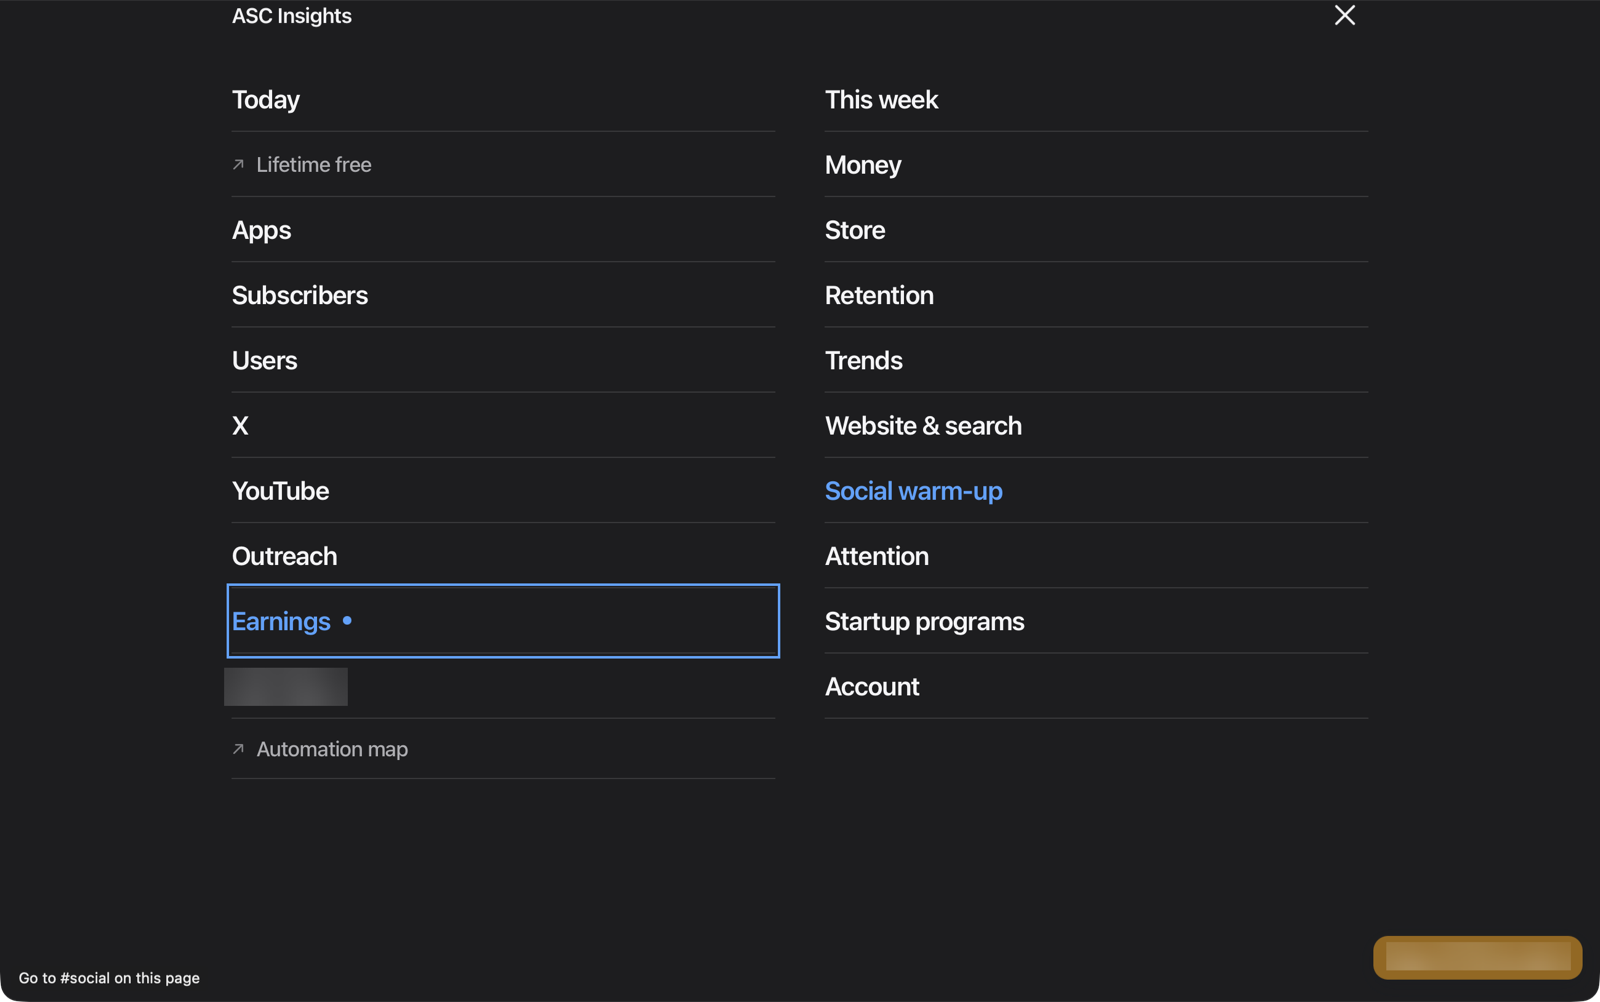 ASC Insights
Today
This week
Lifetime free
Money
Apps
Store
Subscribers
Retention
Users
Trends
X
Website & search
YouTube
Social warm-up
Outreach
Attention
Earnings
Startup programs
Account
Automation map
Go to #social on this page